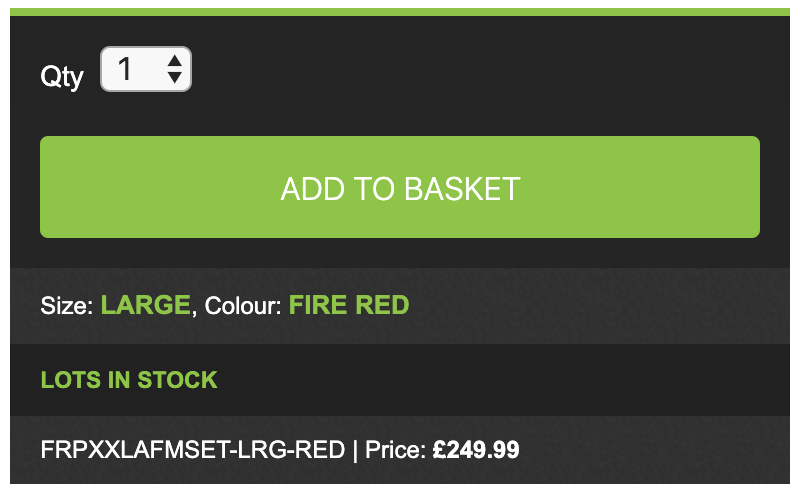 Qty 1
ADD TO BASKET
Size: LARGE, Colour: FIRE RED
LOTS IN STOCK
FRPXXLAFMSET-LRG-RED | Price: £249.99